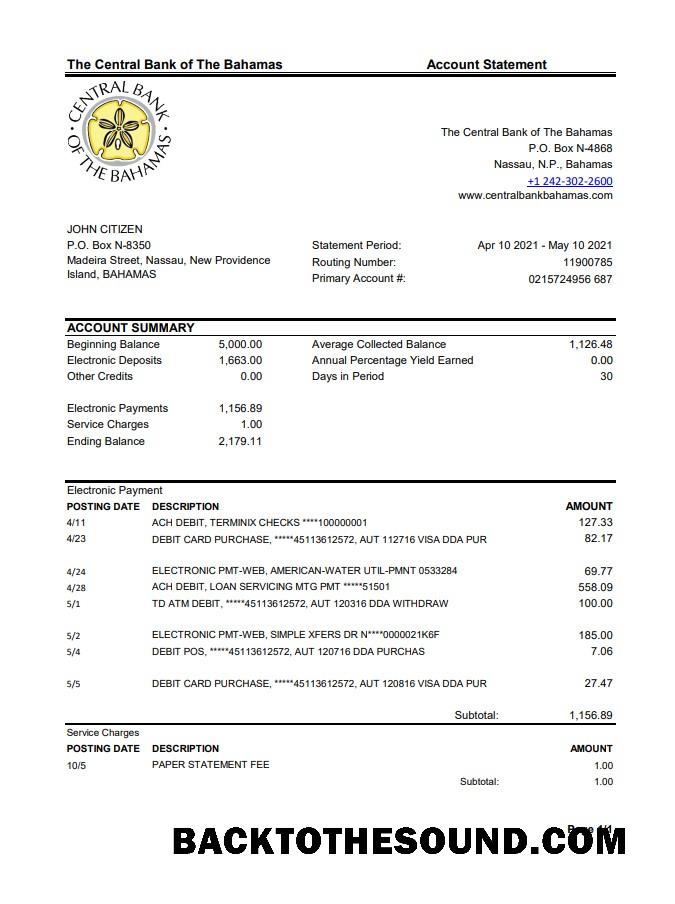 The Central Bank of The Bahamas Account Statement
CENTRAL BANK
OF THE BAHAMAS
The Central Bank of The Bahamas
P.O. Box N-4868
Nassau, N.P., Bahamas
+1 242-302-2600
www.centralbankbahamas.com
JOHN CITIZEN
P.O. Box N-8350
Madeira Street, Nassau, New Providence
Island, BAHAMAS
Statement Period: Apr 10 2021 - May 10 2021
Routing Number: 11900785
Primary Account #: 0215724956 687
ACCOUNT SUMMARY
Beginning Balance 5,000.00 Average Collected Balance 1,126.48
Electronic Deposits 1,663.00 Annual Percentage Yield Earned 0.00
Other Credits 0.00 Days in Period 30
Electronic Payments 1,156.89
Service Charges 1.00
Ending Balance 2,179.11
Electronic Payment
POSTING DATE DESCRIPTION AMOUNT
4/11 ACH DEBIT, TERMINIX CHECKS ****100000001 127.33
4/23 DEBIT CARD PURCHASE, *****45113612572, AUT 112716 VISA DDA PUR 82.17
4/24 ELECTRONIC PMT-WEB, AMERICAN-WATER UTIL-PMNT 0533284 69.77
4/28 ACH DEBIT, LOAN SERVICING MTG PMT *****51501 558.09
5/1 TD ATM DEBIT, *****45113612572, AUT 120316 DDA WITHDRAW 100.00
5/2 ELECTRONIC PMT-WEB, SIMPLE XFERS DR N****0000021K6F 185.00
5/4 DEBIT POS, *****45113612572, AUT 120716 DDA PURCHAS 7.06
5/5 DEBIT CARD PURCHASE, *****45113612572, AUT 120816 VISA DDA PUR 27.47
Subtotal: 1,156.89
Service Charges
POSTING DATE DESCRIPTION AMOUNT
10/5 PAPER STATEMENT FEE 1.00
Subtotal: 1.00
Page 1/1
BACKTOTHESOUND.COM